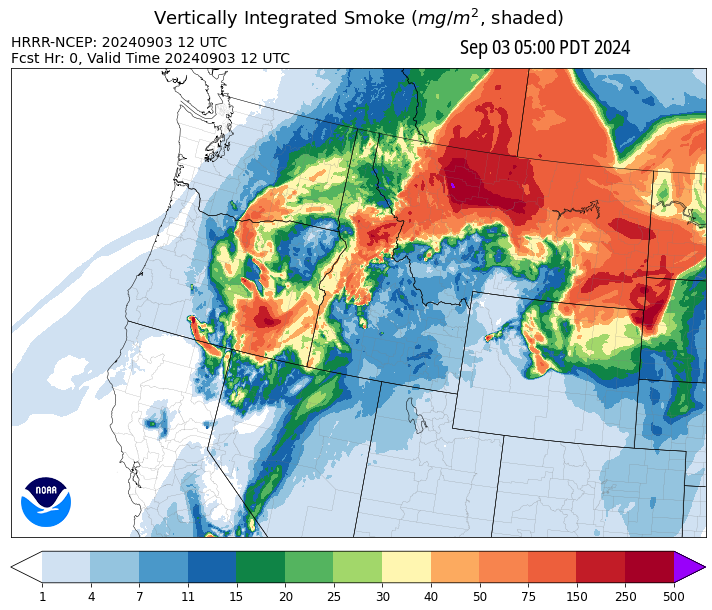 Vertically Integrated Smoke (mg/m², shaded)
HRRR-NCEP: 20240903 12 UTC
Fcst Hr: 0, Valid Time 20240903 12 UTC
Sep 03 05:00 PDT 2024
NOAA
1 4 7 11 15 20 25 30 40 50 75 150 250 500